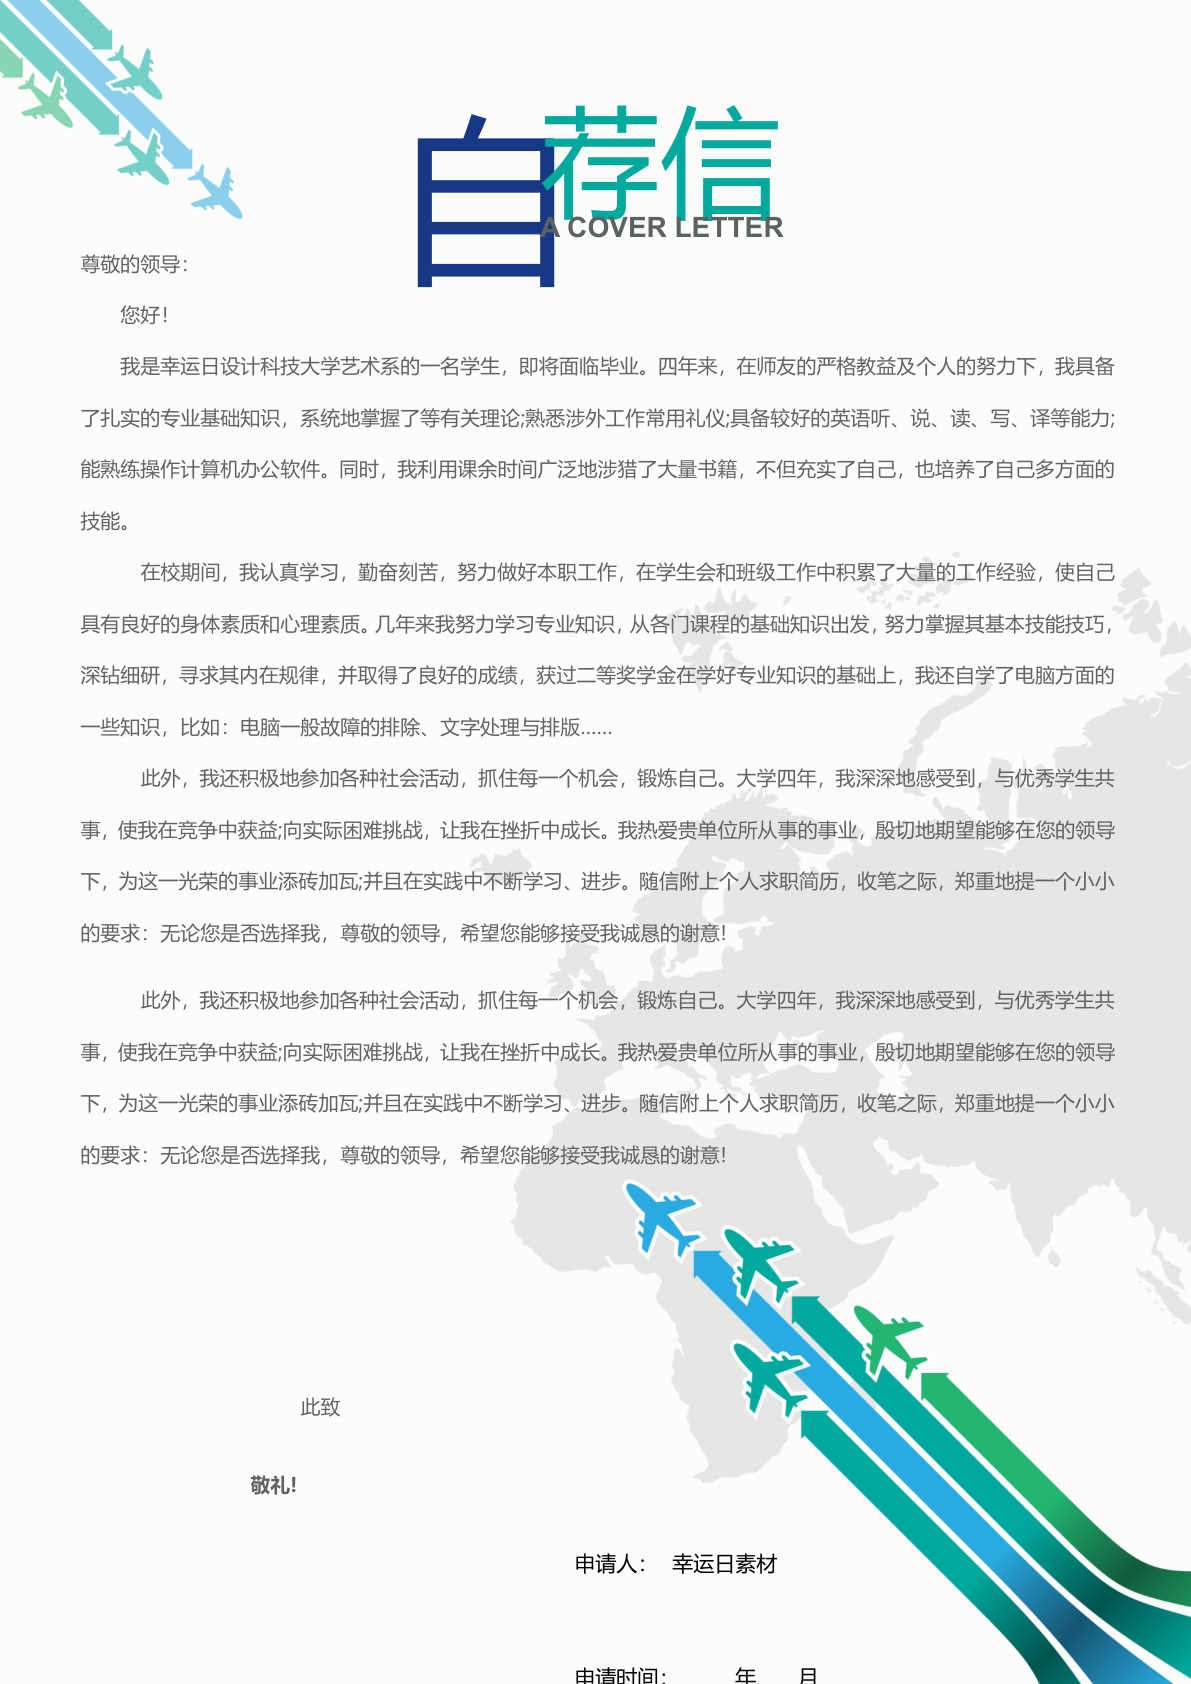 自荐信
A COVER LETTER
尊敬的领导：
您好！
我是幸运日设计科技大学艺术系的一名学生，即将面临毕业。四年来，在师友的严格教益及个人的努力下，我具备
了扎实的专业基础知识，系统地掌握了等有关理论;熟悉涉外工作常用礼仪;具备较好的英语听、说、读、写、译等能力;
能熟练操作计算机办公软件。同时，我利用课余时间广泛地涉猎了大量书籍，不但充实了自己，也培养了自己多方面的
技能。
在校期间，我认真学习，勤奋刻苦，努力做好本职工作，在学生会和班级工作中积累了大量的工作经验，使自己
具有良好的身体素质和心理素质。几年来我努力学习专业知识，从各门课程的基础知识出发，努力掌握其基本技能技巧，
深钻细研，寻求其内在规律，并取得了良好的成绩，获过二等奖学金在学好专业知识的基础上，我还自学了电脑方面的
一些知识，比如：电脑一般故障的排除、文字处理与排版......
此外，我还积极地参加各种社会活动，抓住每一个机会，锻炼自己。大学四年，我深深地感受到，与优秀学生共
事，使我在竞争中获益;向实际困难挑战，让我在挫折中成长。我热爱贵单位所从事的事业，殷切地期望能够在您的领导
下，为这一光荣的事业添砖加瓦;并且在实践中不断学习、进步。随信附上个人求职简历，收笔之际，郑重地提一个小小
的要求：无论您是否选择我，尊敬的领导，希望您能够接受我诚恳的谢意!
此外，我还积极地参加各种社会活动，抓住每一个机会，锻炼自己。大学四年，我深深地感受到，与优秀学生共
事，使我在竞争中获益;向实际困难挑战，让我在挫折中成长。我热爱贵单位所从事的事业，殷切地期望能够在您的领导
下，为这一光荣的事业添砖加瓦;并且在实践中不断学习、进步。随信附上个人求职简历，收笔之际，郑重地提一个小小
的要求：无论您是否选择我，尊敬的领导，希望您能够接受我诚恳的谢意!
此致
敬礼!
申请人： 幸运日素材
申请时间： 年 月